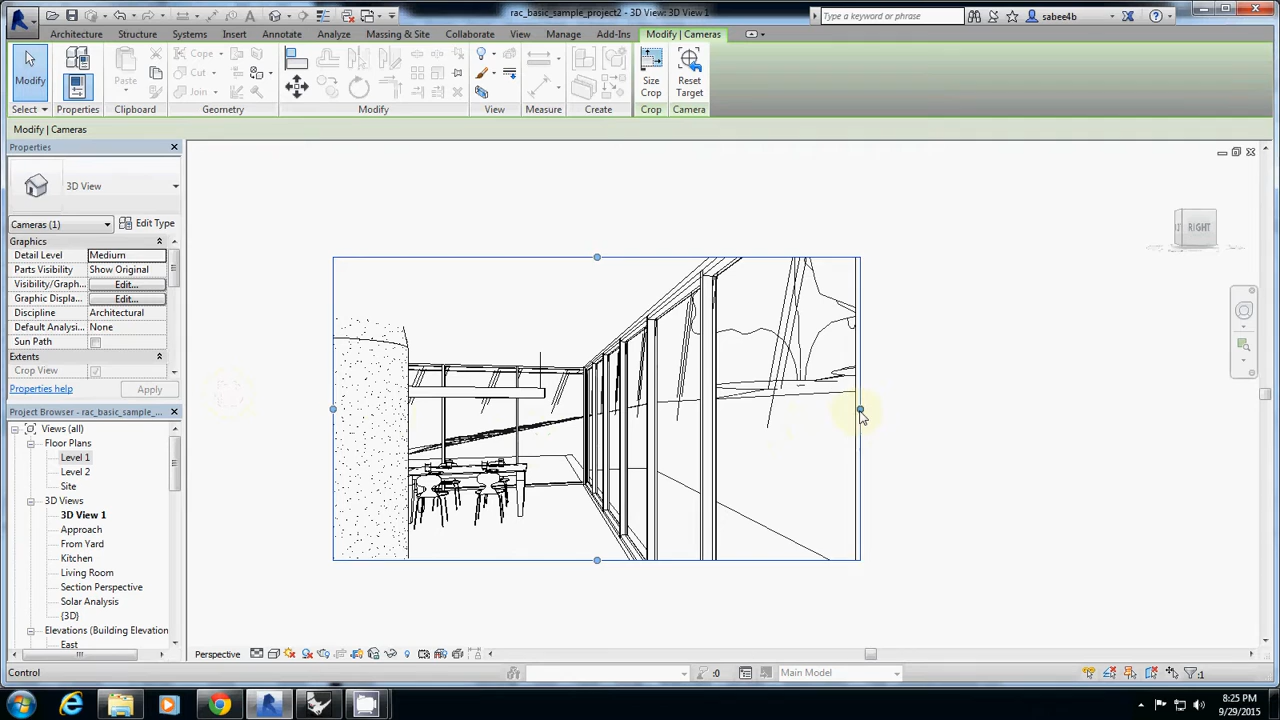 rac_basic_sample_project2 - 3D View: 3D View 1
Type a keyword or phrase
sabee4b
Architecture Structure Systems Insert Annotate Analyze Massing & Site Collaborate View Manage Add-Ins Modify | Cameras
Modify
Paste
Cope
Cut
Join
Size Crop
Reset Target
Select Properties Clipboard Geometry Modify View Measure Create Crop Camera
Modify | Cameras
Properties
3D View
Cameras (1)
Edit Type
Graphics
Detail Level Medium
Parts Visibility Show Original
Visibility/Graph... Edit...
Graphic Displa... Edit...
Discipline Architectural
Default Analysi... None
Sun Path
Extents
Crop View
Properties help
Apply
Project Browser - rac_basic_sample_...
Views (all)
Floor Plans
Level 1
Level 2
Site
3D Views
3D View 1
Approach
From Yard
Kitchen
Living Room
Section Perspective
Solar Analysis
{3D}
Elevations (Building Elevation
East
RIGHT
Perspective
Control
:0
Main Model
:1
8:25 PM
9/29/2015